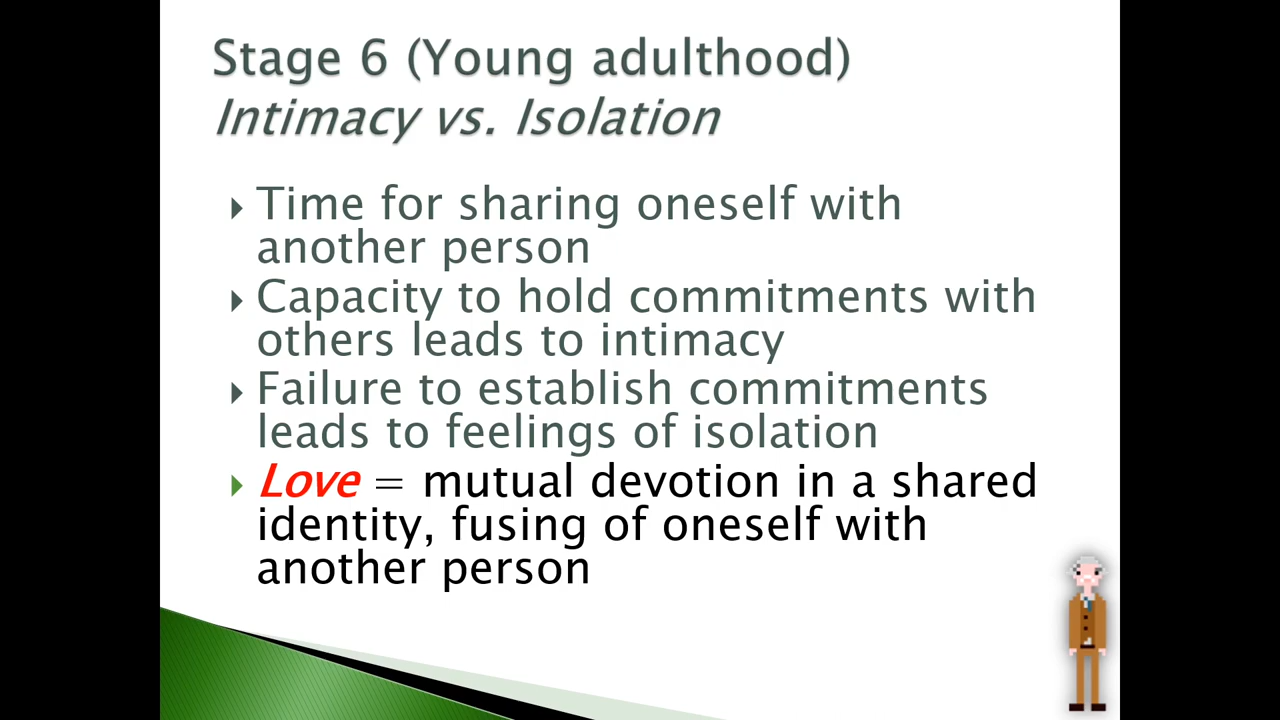 Stage 6 (Young adulthood)
Intimacy vs. Isolation
Time for sharing oneself with
another person
Capacity to hold commitments with
others leads to intimacy
Failure to establish commitments
leads to feelings of isolation
Love = mutual devotion in a shared
identity, fusing of oneself with
another person